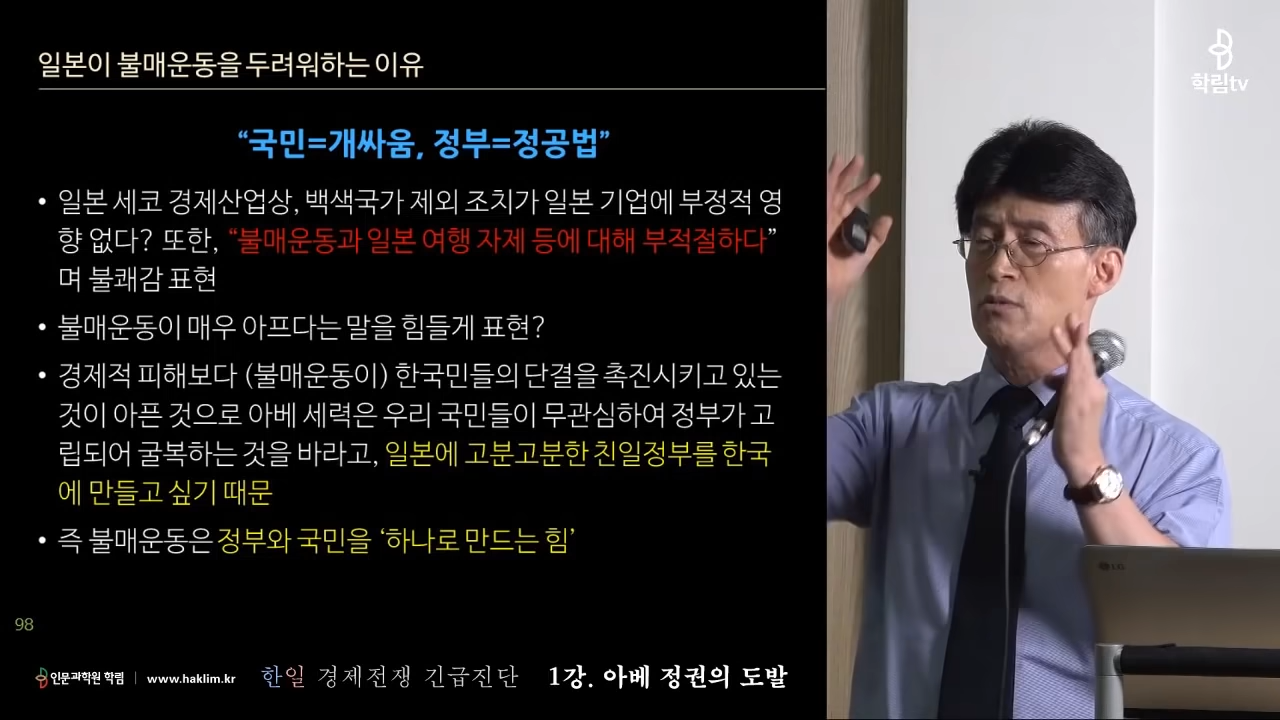 일본이 불매운동을 두려워하는 이유
학림tv
“국민=개싸움, 정부=정공법”
• 일본 세코 경제산업상, 백색국가 제외 조치가 일본 기업에 부정적 영
향 없다? 또한, “불매운동과 일본 여행 자제 등에 대해 부적절하다”
며 불쾌감 표현
• 불매운동이 매우 아프다는 말을 힘들게 표현?
• 경제적 피해보다 (불매운동이) 한국민들의 단결을 촉진시키고 있는
것이 아픈 것으로 아베 세력은 우리 국민들이 무관심하여 정부가 고
립되어 굴복하는 것을 바라고, 일본에 고분고분한 친일정부를 한국
에 만들고 싶기 때문
• 즉 불매운동은 정부와 국민을 ‘하나로 만드는 힘’
LG
98
인문과학원 학림 | www.haklim.kr 한일 경제전쟁 긴급진단 1강. 아베 정권의 도발